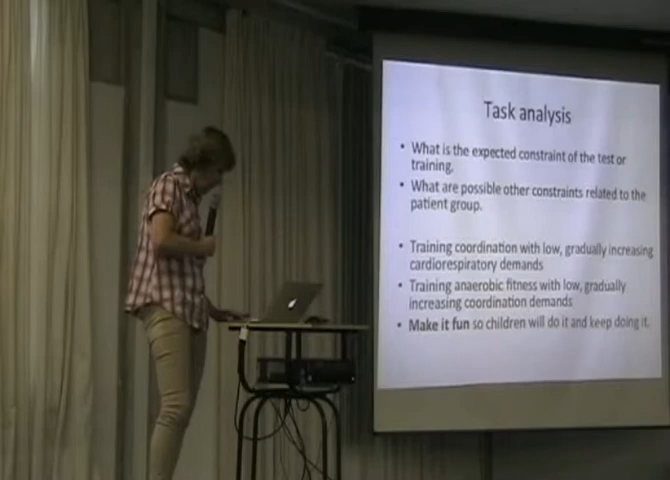 Task analysis
• What is the expected constraint of the test or
training,
• What are possible other constraints related to the
patient group.
• Training coordination with low, gradually increasing
cardiorespiratory demands
• Training anaerobic fitness with low, gradually
increasing coordination demands
• Make it fun so children will do it and keep doing it.